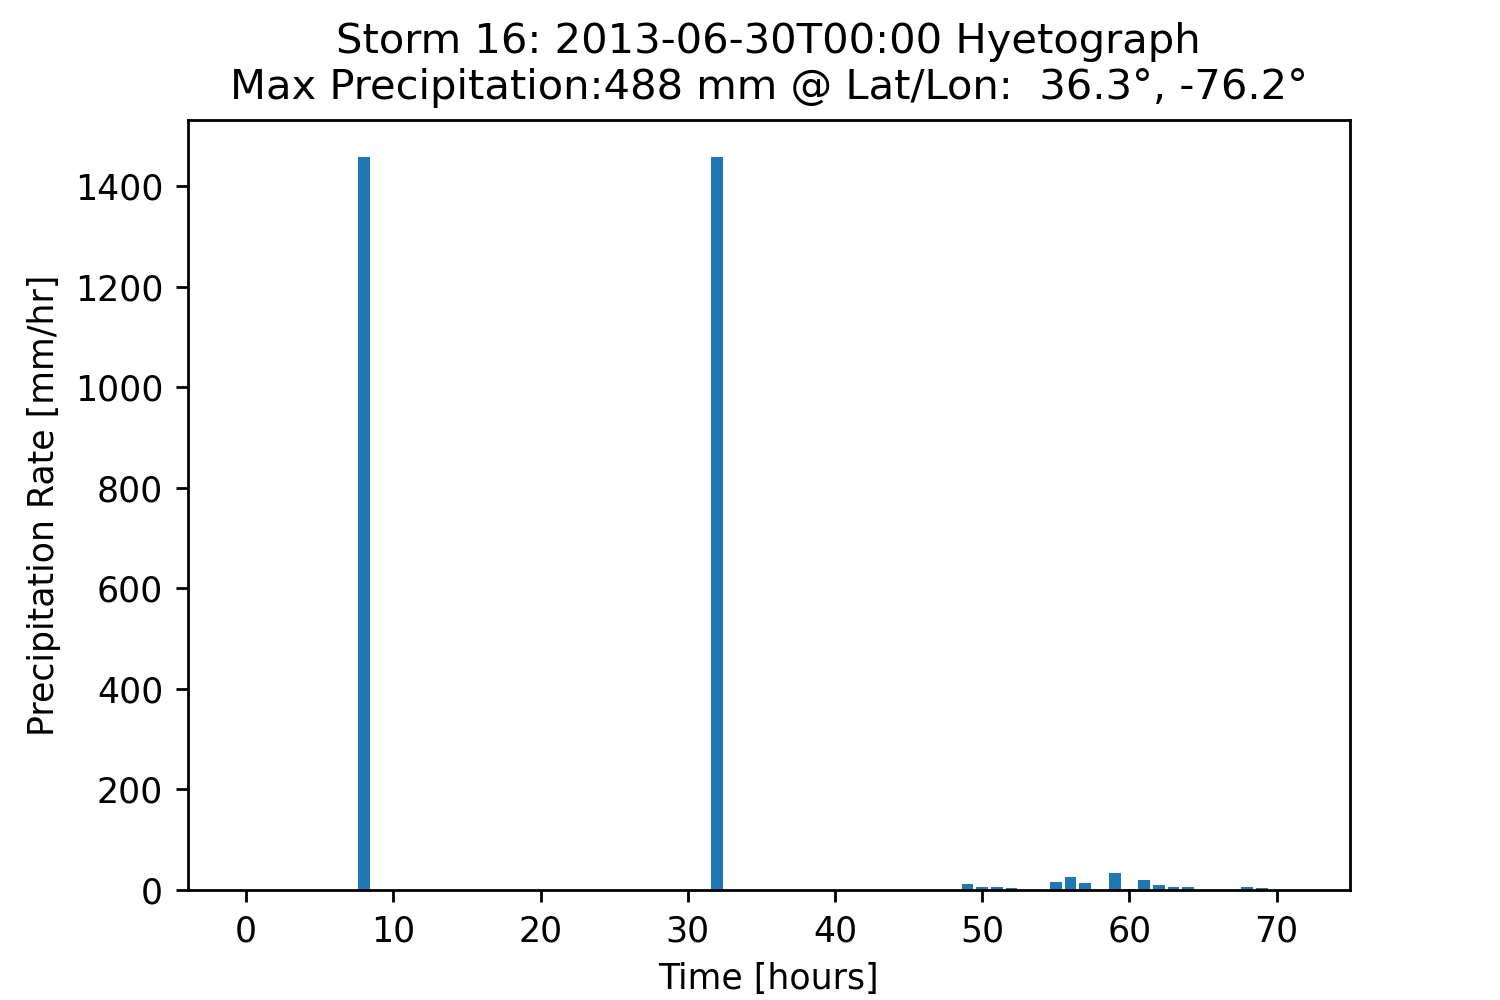 Storm 16: 2013-06-30T00:00 Hyetograph
Max Precipitation:488 mm @ Lat/Lon:  36.3°, -76.2°
Precipitation Rate [mm/hr]
1400
1200
1000
800
600
400
200
0
0 10 20 30 40 50 60 70
Time [hours]